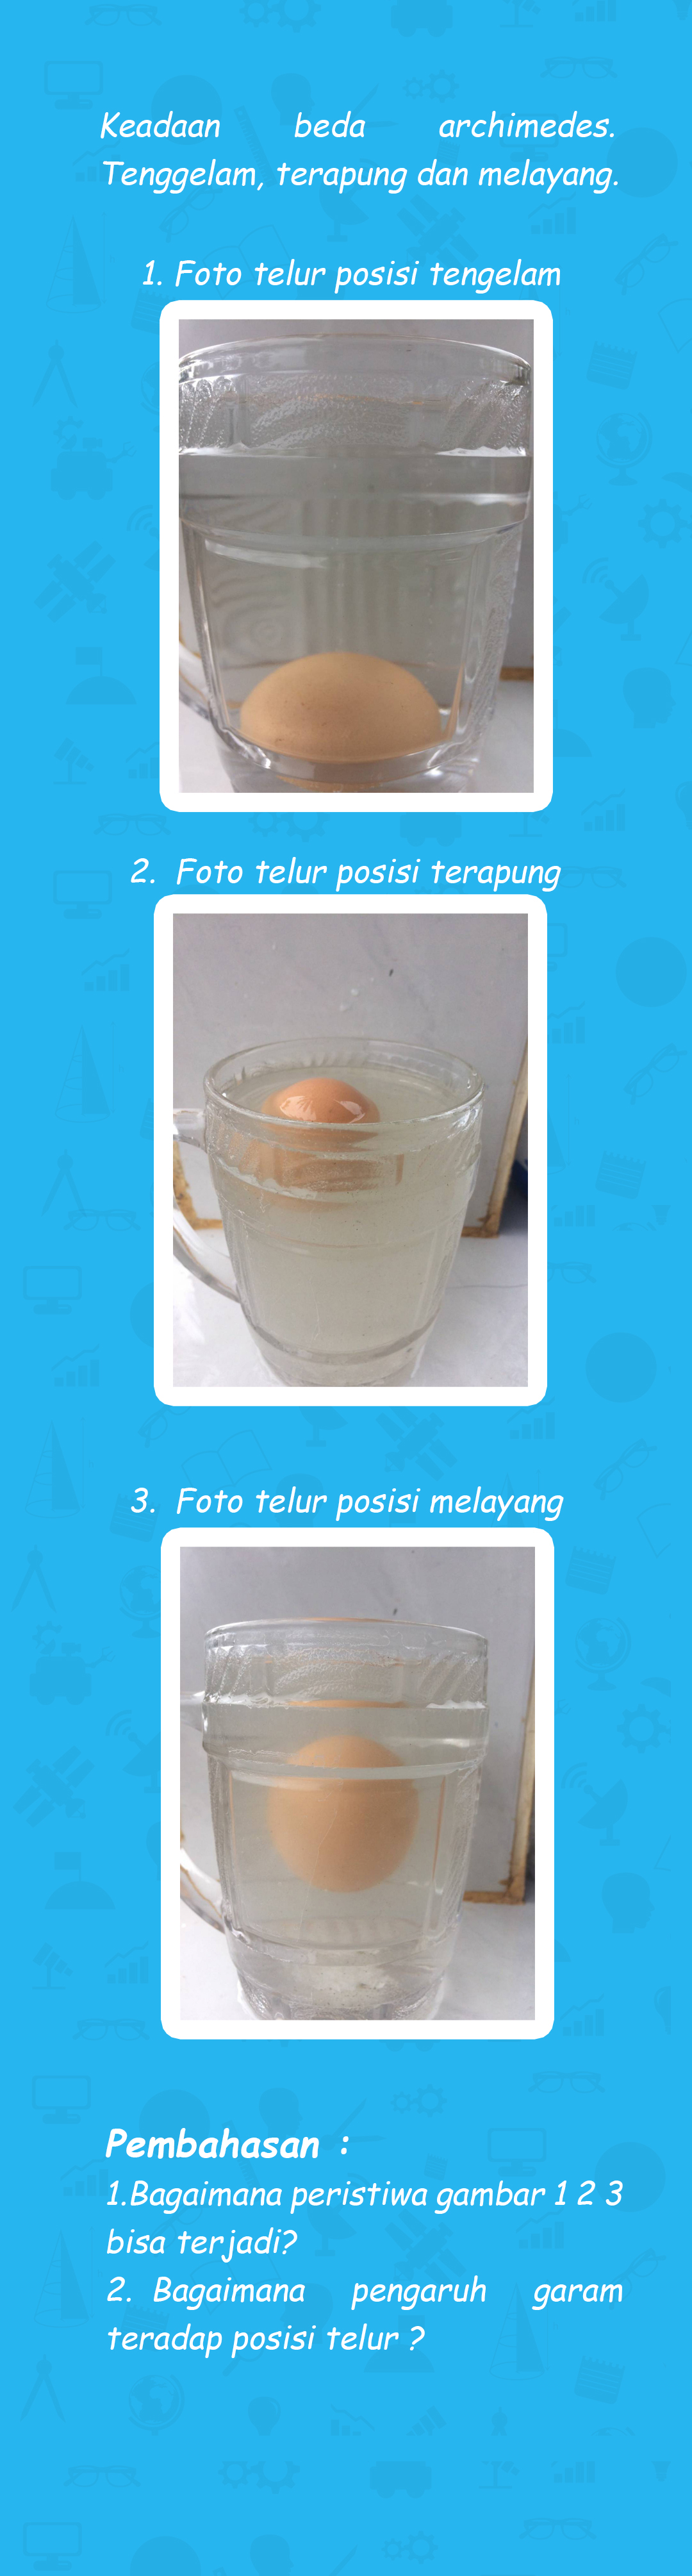 Keadaan beda archimedes.
Tenggelam, terapung dan melayang.
1. Foto telur posisi tengelam
2. Foto telur posisi terapung
3. Foto telur posisi melayang
Pembahasan :
1.Bagaimana peristiwa gambar 1 2 3
bisa terjadi?
2. Bagaimana pengaruh garam
teradap posisi telur ?